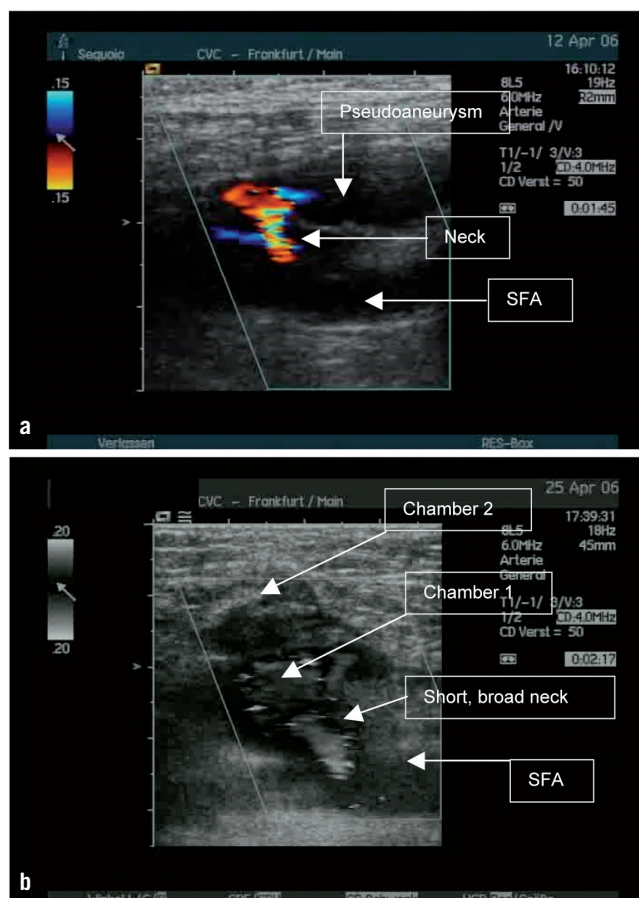 12 Apr 06
Sequoia CVC – Frankfurt / Main
16:10:12
.15
8L5 19Hz
6.0MHz R2mm
Arterie
General /V
Pseudoaneurysm
T1/-1/ 3/V:3
1/2 CD:4.0MHz
CD Verst = 50
.15
0:01:45
Neck
SFA
a
Verlassen RES-Box
25 Apr 06
CVC – Frankfurt / Main
17:39:31
Chamber 2
.20
8L5 18Hz
6.0MHz 45mm
Arterie
General
Chamber 1
T1/-1/ 3/V:3
1/2 CD:4.0MHz
CD Verst = 50
.20
0:02:17
Short, broad neck
SFA
b